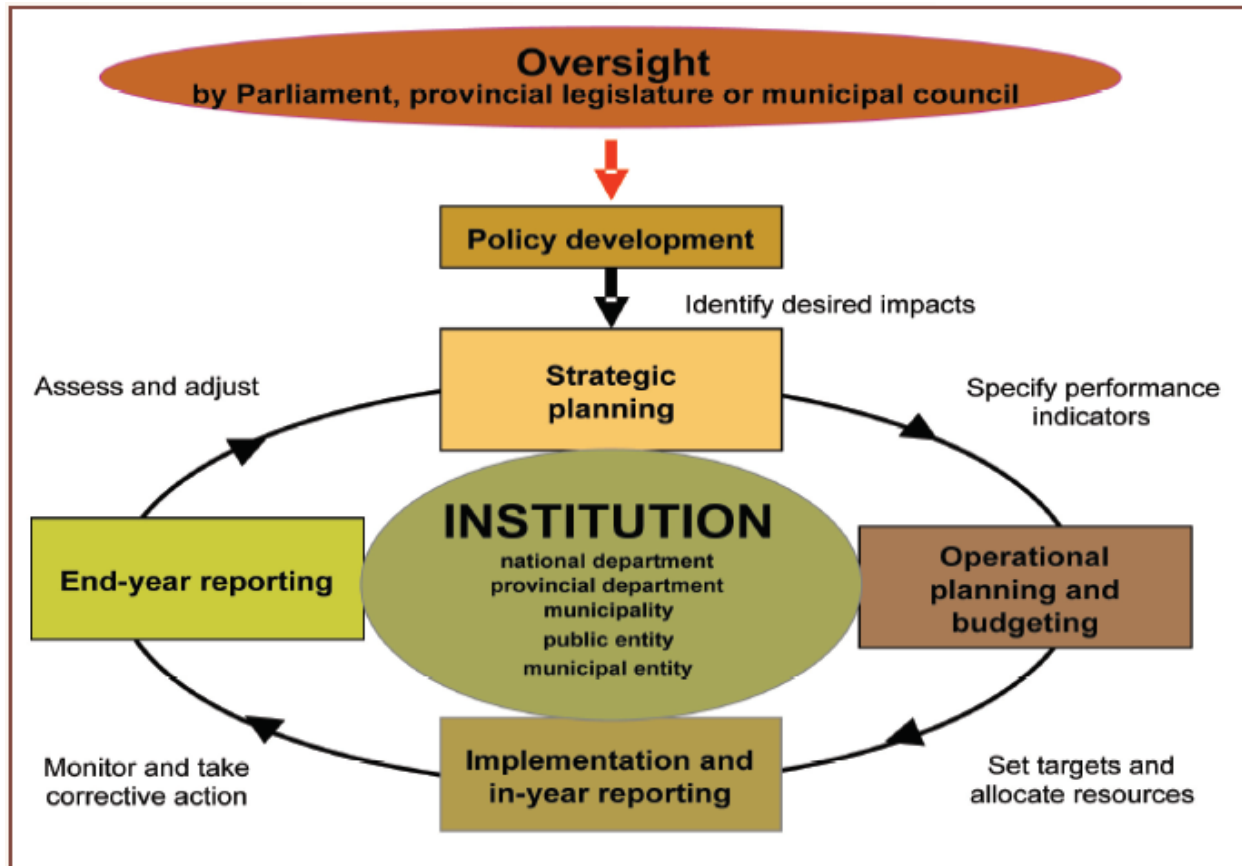 Oversight
by Parliament, provincial legislature or municipal council
Policy development
Identify desired impacts
Strategic
planning
Assess and adjust
Specify performance
indicators
INSTITUTION
national department
provincial department
municipality
public entity
municipal entity
End-year reporting
Operational
planning and
budgeting
Implementation and
in-year reporting
Monitor and take
corrective action
Set targets and
allocate resources